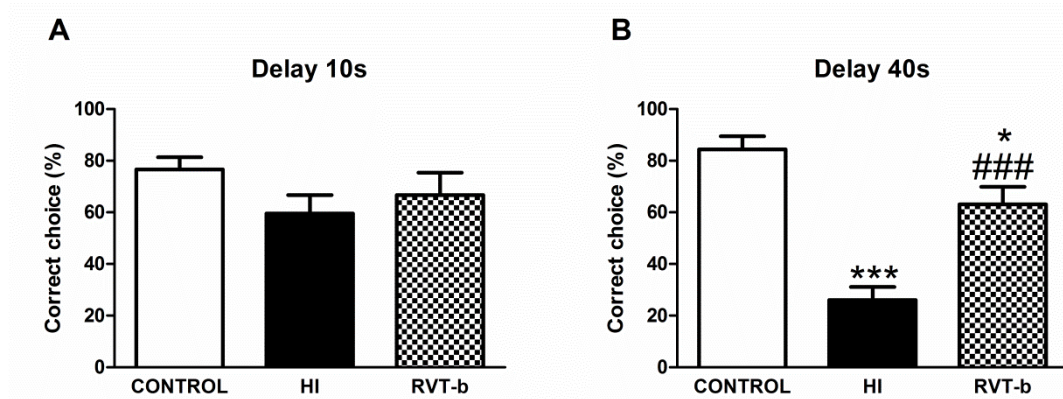 A
Delay 10s
Correct choice (%)
100
80
60
40
20
0
CONTROL HI RVT-b
B
Delay 40s
Correct choice (%)
100
80
60
40
20
0
***
*
###
CONTROL HI RVT-b